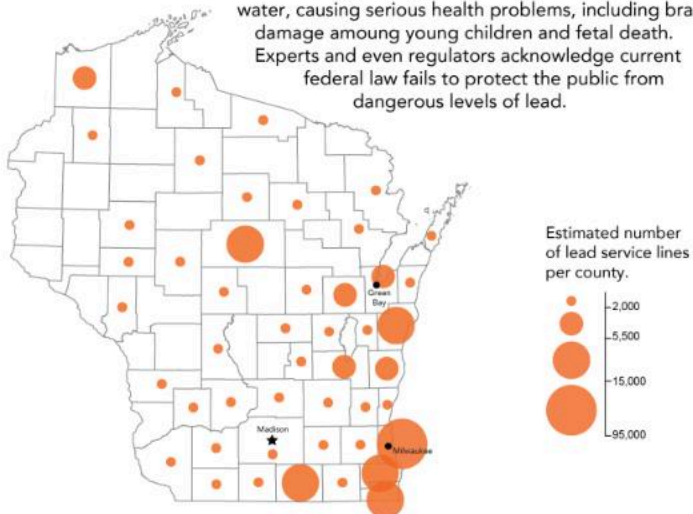 water, causing serious health problems, including bra
damage amoung young children and fetal death.
Experts and even regulators acknowledge current
federal law fails to protect the public from
dangerous levels of lead.
Estimated number
of lead service lines
per county.
2,000
5,500
15,000
95,000
Green
Bay
Madison
Milwaukee